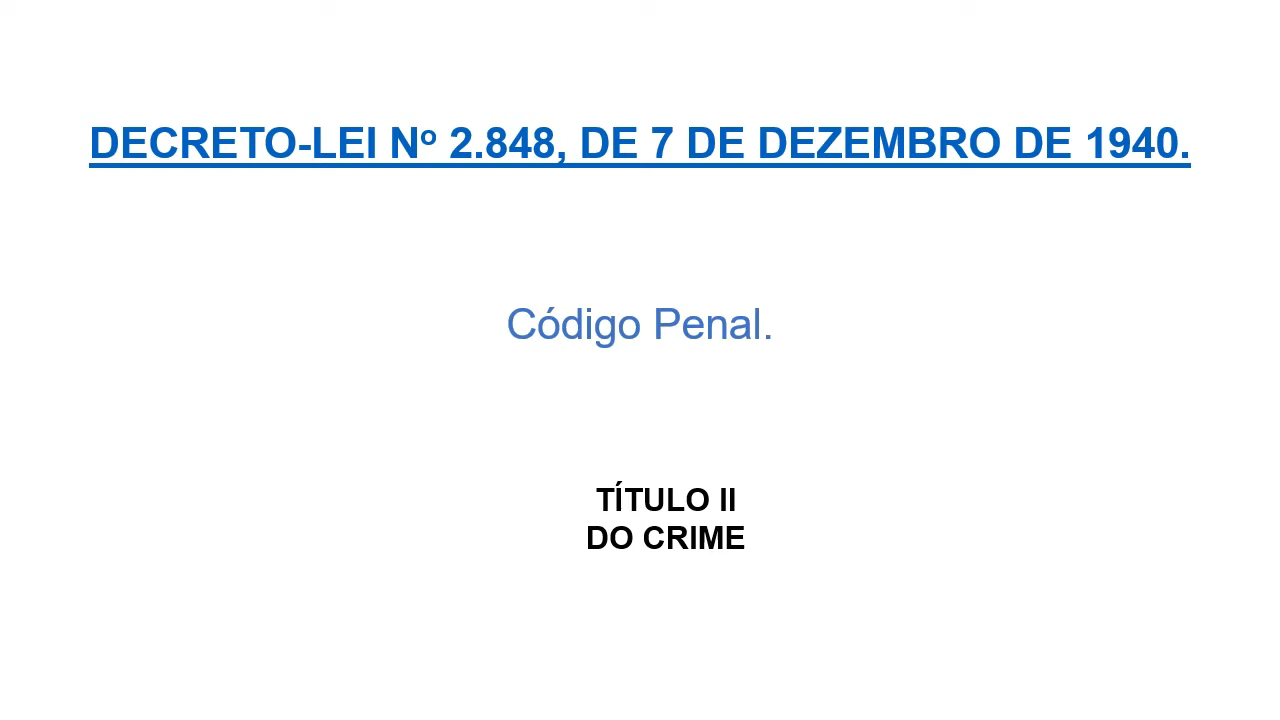 DECRETO-LEI Nº 2.848, DE 7 DE DEZEMBRO DE 1940.
Código Penal.
TÍTULO II
DO CRIME